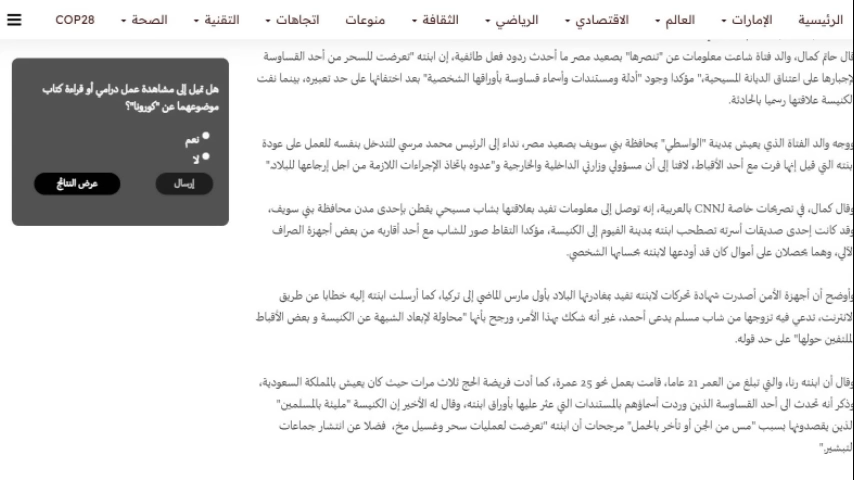 الرئيسية الإمارات العالم الاقتصادي الرياضي الثقافة منوعات اتجاهات التقنية الصحة COP28
قال حاتم كمال، والد فتاة شاعت معلومات عن "تنصرها" بصعيد مصر ما أحدث ردود فعل طائفية، إن ابنته "تعرضت للسحر من أحد القساوسة
لإجبارها على اعتناق الديانة المسيحية،" مؤكدا وجود "أدلة ومستندات وأسماء قساوسة بأوراقها الشخصية" بعد اختفائها على حد تعبيره، بينما نفت
الكنيسة علاقتها رسميا بالحادثة.
ووجه والد الفتاة الذي يعيش بمدينة "الواسطي" بمحافظة بني سويف بصعيد مصر، نداء إلى الرئيس محمد مرسي للتدخل بنفسه للعمل على عودة
ابنته التي قيل إنها فرت مع أحد الأقباط، لافتا إلى أن مسؤولي وزارتي الداخلية والخارجية و"عدوه باتخاذ الإجراءات اللازمة من اجل إرجاعها للبلاد."
وقال كمال، في تصريحات خاصة لـCNN بالعربية، إنه توصل إلى معلومات تفيد بعلاقتها بشاب مسيحي يقطن بإحدى مدن محافظة بني سويف،
وقد كانت إحدى صديقات أسرته تصطحب ابنته بمدينة الفيوم إلى الكنيسة، مؤكدا التقاط صور للشاب مع أحد أقاربه من بعض أجهزة الصراف
الآلي، وهما يحصلان على أموال كان قد أودعها لابنته بحسابها الشخصي.
وأوضح أن أجهزة الأمن أصدرت شهادة تحركات لابنته تفيد بمغادرتها البلاد بأول مارس الماضي إلى تركيا، كما أرسلت ابنته إليه خطابا عن طريق
الانترنت، تدعي فيه تزوجها من شاب مسلم يدعى أحمد، غير أنه شكك بهذا الأمر، ورجح بأنها "محاولة لإبعاد الشبهة عن الكنيسة و بعض الأقباط
الملتفين حولها" على حد قوله.
وقال أن ابنته رنا، والتي تبلغ من العمر 21 عاما، قامت بعمل نحو 25 عمرة، كما أدت فريضة الحج ثلاث مرات حيث كان يعيش بالمملكة السعودية،
وذكر أنه تحدث الى أحد القساوسة الذين وردت أسماؤهم بالمستندات التي عثر عليها بأوراق ابنته، وقال له الأخير إن الكنيسة "مليئة بالمسلمين"
الذين يقصدونها بسبب "مس من الجن أو تأخر بالحمل" مرجحات أن ابنته "تعرضت لعمليات سحر وغسيل مخ، فضلا عن انتشار جماعات
التبشير."
هل تميل إلى مشاهدة عمل درامي أو قراءة كتاب
موضوعهما عن "كورونا"؟
نعم
لا
إرسال عرض النتائج